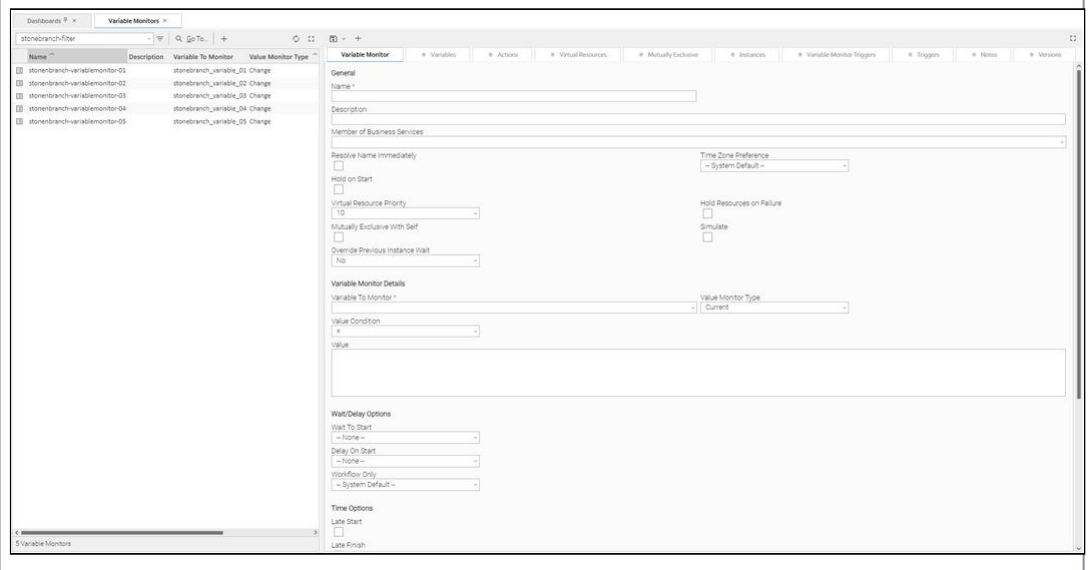 Dashboards
Variable Monitors
stonebranch-filter
Go To...
Name Description Variable To Monitor Value Monitor Type
stonenbranch-variablemonitor-01 stonebranch_variable_01 Change
stonenbranch-variablemonitor-02 stonebranch_variable_02 Change
stonenbranch-variablemonitor-03 stonebranch_variable_03 Change
stonenbranch-variablemonitor-04 stonebranch_variable_04 Change
stonenbranch-variablemonitor-05 stonebranch_variable_05 Change
5 Variable Monitors
Variable Monitor Variables Actions Virtual Resources Mutually Exclusive Instances Variable Monitor Triggers Triggers Notes Versions
General
Name *
Description
Member of Business Services
Resolve Name Immediately Time Zone Preference
-- System Default --
Hold on Start
Virtual Resource Priority Hold Resources on Failure
10
Mutually Exclusive With Self Simulate
Override Previous Instance Wait
No
Variable Monitor Details
Variable To Monitor * Value Monitor Type
Current
Value Condition
=
Value
Wait/Delay Options
Wait To Start
-- None --
Delay On Start
-- None --
Workflow Only
-- System Default --
Time Options
Late Start
Late Finish